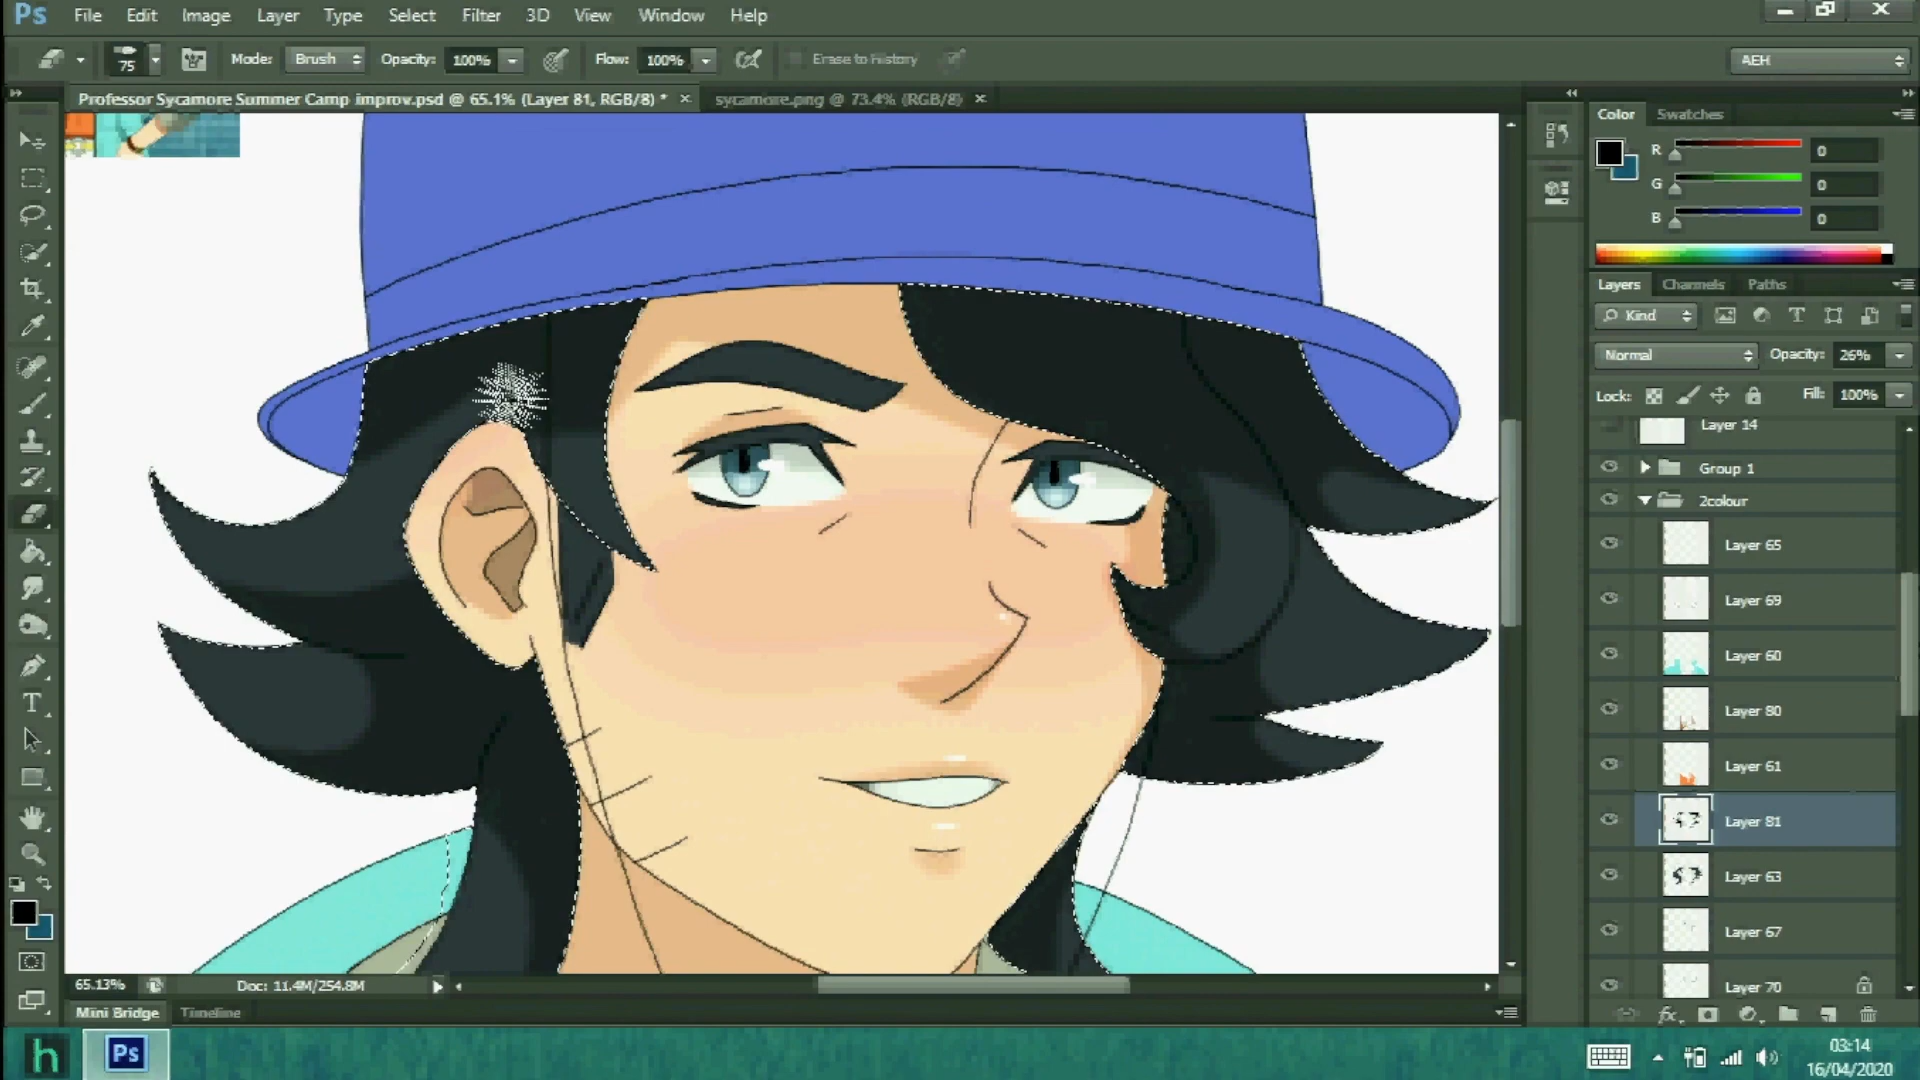 Ps File Edit Image Layer Type Select Filter 3D View Window Help
75 Mode: Brush Opacity: 100% Flow: 100% Erase to History AEH
Professor Sycamore Summer Camp improv.psd @ 65.1% (Layer 81, RGB/8) * × sycamore.png @ 73.4% (RGB/8) ×
Color Swatches
R 0
G 0
B 0
Layers Channels Paths
Kind
Normal Opacity: 26%
Lock: Fill: 100%
Layer 14
Group 1
2colour
Layer 65
Layer 69
Layer 60
Layer 80
Layer 61
Layer 81
Layer 63
Layer 67
Layer 70
T
65.13% Doc: 11.4M/254.8M
Mini Bridge Timeline
fx
h Ps
03:14
16/04/2020